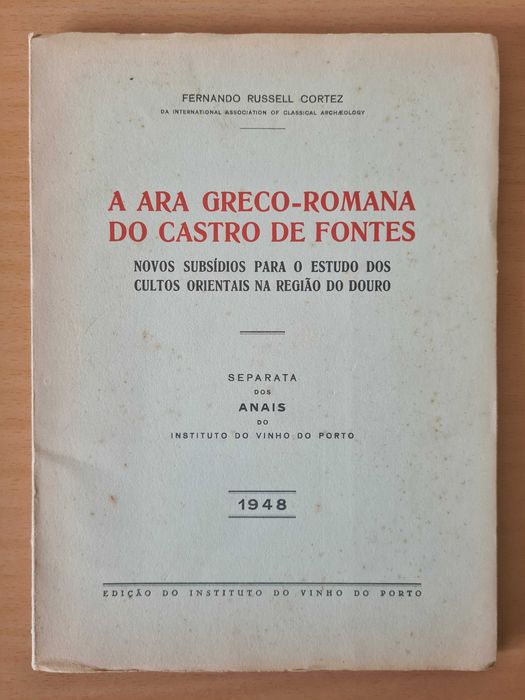 FERNANDO RUSSELL CORTEZ
DA INTERNATIONAL ASSOCIATION OF CLASSICAL ARCHÆOLOGY
A ARA GRECO-ROMANA
DO CASTRO DE FONTES
NOVOS SUBSÍDIOS PARA O ESTUDO DOS
CULTOS ORIENTAIS NA REGIÃO DO DOURO
SEPARATA
DOS
ANAIS
DO
INSTITUTO DO VINHO DO PORTO
1948
EDIÇÃO DO INSTITUTO DO VINHO DO PORTO